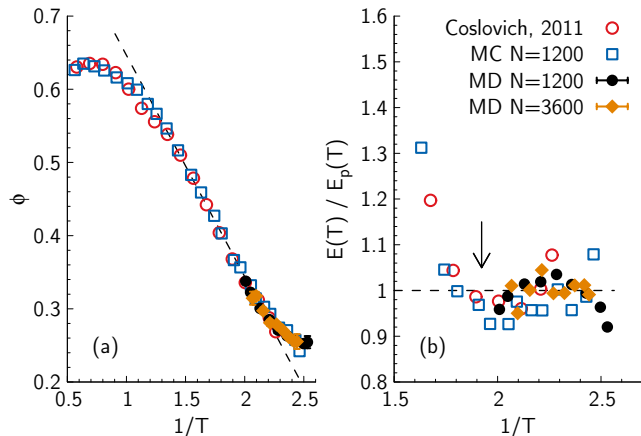 0.7
0.6
0.5
0.4
0.3
0.2
ϕ
(a)
0.5
1
1.5
2
2.5
1/T
1.6
1.5
1.4
1.3
1.2
1.1
1
0.9
0.8
E(T) / Eₚ(T)
Coslovich, 2011
MC N=1200
MD N=1200
MD N=3600
(b)
1.5
2
2.5
3
1/T